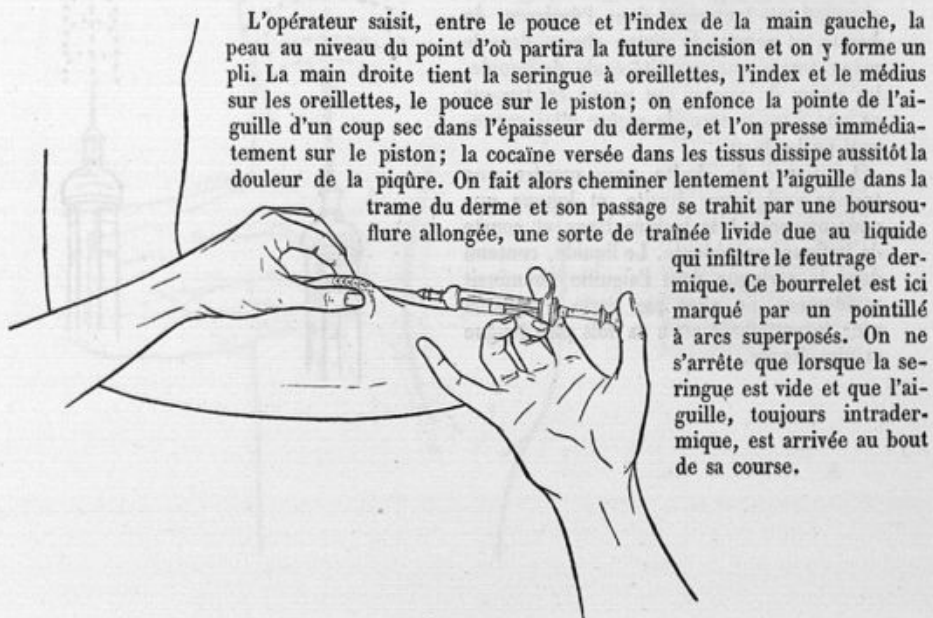 L'opérateur saisit, entre le pouce et l'index de la main gauche, la
peau au niveau du point d'où partira la future incision et on y forme un
pli. La main droite tient la seringue à oreillettes, l'index et le médius
sur les oreillettes, le pouce sur le piston; on enfonce la pointe de l'ai-
guille d'un coup sec dans l'épaisseur du derme, et l'on presse immédia-
tement sur le piston; la cocaïne versée dans les tissus dissipe aussitôt la
douleur de la piqûre. On fait alors cheminer lentement l'aiguille dans la
trame du derme et son passage se trahit par une boursou-
flure allongée, une sorte de traînée livide due au liquide
qui infiltre le feutrage der-
mique. Ce bourrelet est ici
marqué par un pointillé
à arcs superposés. On ne
s'arrête que lorsque la se-
ringue est vide et que l'ai-
guille, toujours intrader-
mique, est arrivée au bout
de sa course.